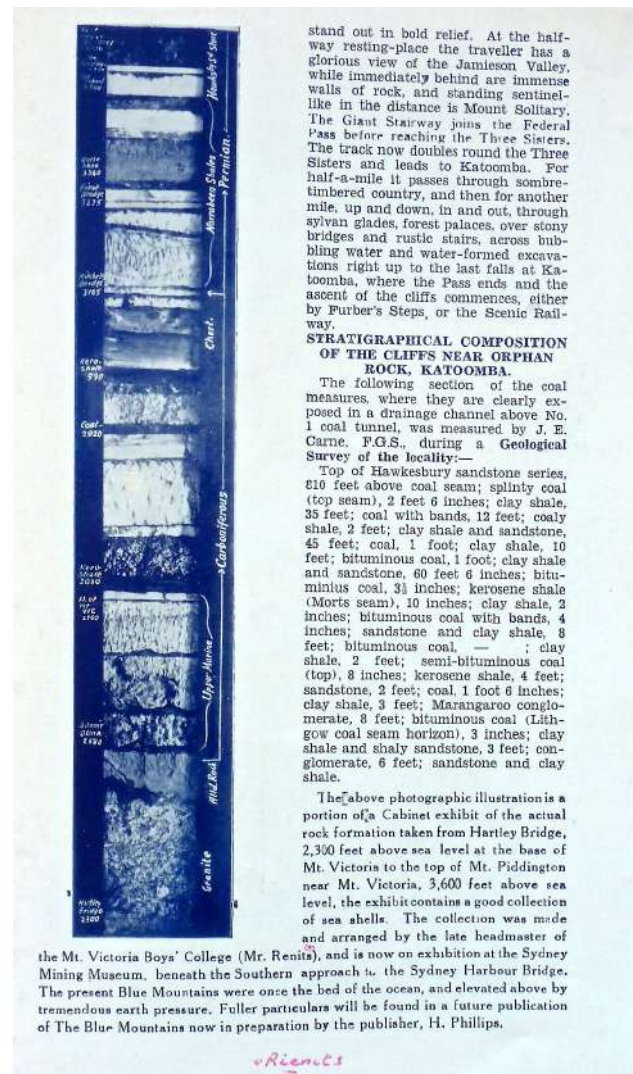 stand out in bold relief. At the half-
way resting-place the traveller has a
glorious view of the Jamieson Valley,
while immediately behind are immense
walls of rock, and standing sentinel-
like in the distance is Mount Solitary.
The Giant Stairway joins the Federal
Pass before reaching the Three Sisters.
The track now doubles round the Three
Sisters and leads to Katoomba. For
half-a-mile it passes through sombre-
timbered country, and then for another
mile, up and down, in and out, through
sylvan glades, forest palaces, over stony
bridges and rustic stairs, across bub-
bling water and water-formed excava-
tions right up to the last falls at Ka-
toomba, where the Pass ends and the
ascent of the cliffs commences, either
by Furber's Steps, or the Scenic Rail-
way.
STRATIGRAPHICAL COMPOSITION
OF THE CLIFFS NEAR ORPHAN
ROCK, KATOOMBA.
The following section of the coal
measures, where they are clearly ex-
posed in a drainage channel above No.
1 coal tunnel, was measured by J. E.
Carne, F.G.S., during a Geological
Survey of the locality:—
Top of Hawkesbury sandstone series,
810 feet above coal seam; splinty coal
(top seam), 2 feet 6 inches; clay shale,
35 feet; coal with bands, 12 feet; coaly
shale, 2 feet; clay shale and sandstone,
45 feet; coal, 1 foot; clay shale, 10
feet; bituminous coal, 1 foot; clay shale
and sandstone, 60 feet 6 inches; bitu-
minius coal, 3½ inches; kerosene shale
(Morts seam), 10 inches; clay shale, 2
inches; bituminous coal with bands, 4
inches; sandstone and clay shale, 8
feet; bituminous coal, — ; clay
shale, 2 feet; semi-bituminous coal
(top), 8 inches; kerosene shale, 4 feet;
sandstone, 2 feet; coal, 1 foot 6 inches;
clay shale, 3 feet; Marangaroo conglo-
merate, 8 feet; bituminous coal (Lith-
gow coal seam horizon), 3 inches; clay
shale and shaly sandstone, 3 feet; con-
glomerate, 6 feet; sandstone and clay
shale.
The above photographic illustration is a
portion of a Cabinet exhibit of the actual
rock formation taken from Hartley Bridge,
2,300 feet above sea level at the base of
Mt. Victoria to the top of Mt. Piddington
near Mt. Victoria, 3,600 feet above sea
level, the exhibit contains a good collection
of sea shells. The collection was made
and arranged by the late headmaster of
the Mt. Victoria Boys' College (Mr. Renits), and is now on exhibition at the Sydney
Mining Museum, beneath the Southern approach to the Sydney Harbour Bridge.
The present Blue Mountains were once the bed of the ocean, and elevated above by
tremendous earth pressure. Fuller particulars will be found in a future publication
of The Blue Mountains now in preparation by the publisher, H. Phillips.
Rienits
Permian.
Chert.
Carboniferous
Upper Marine
Granite
Coal
Hartley
Bridge
2300